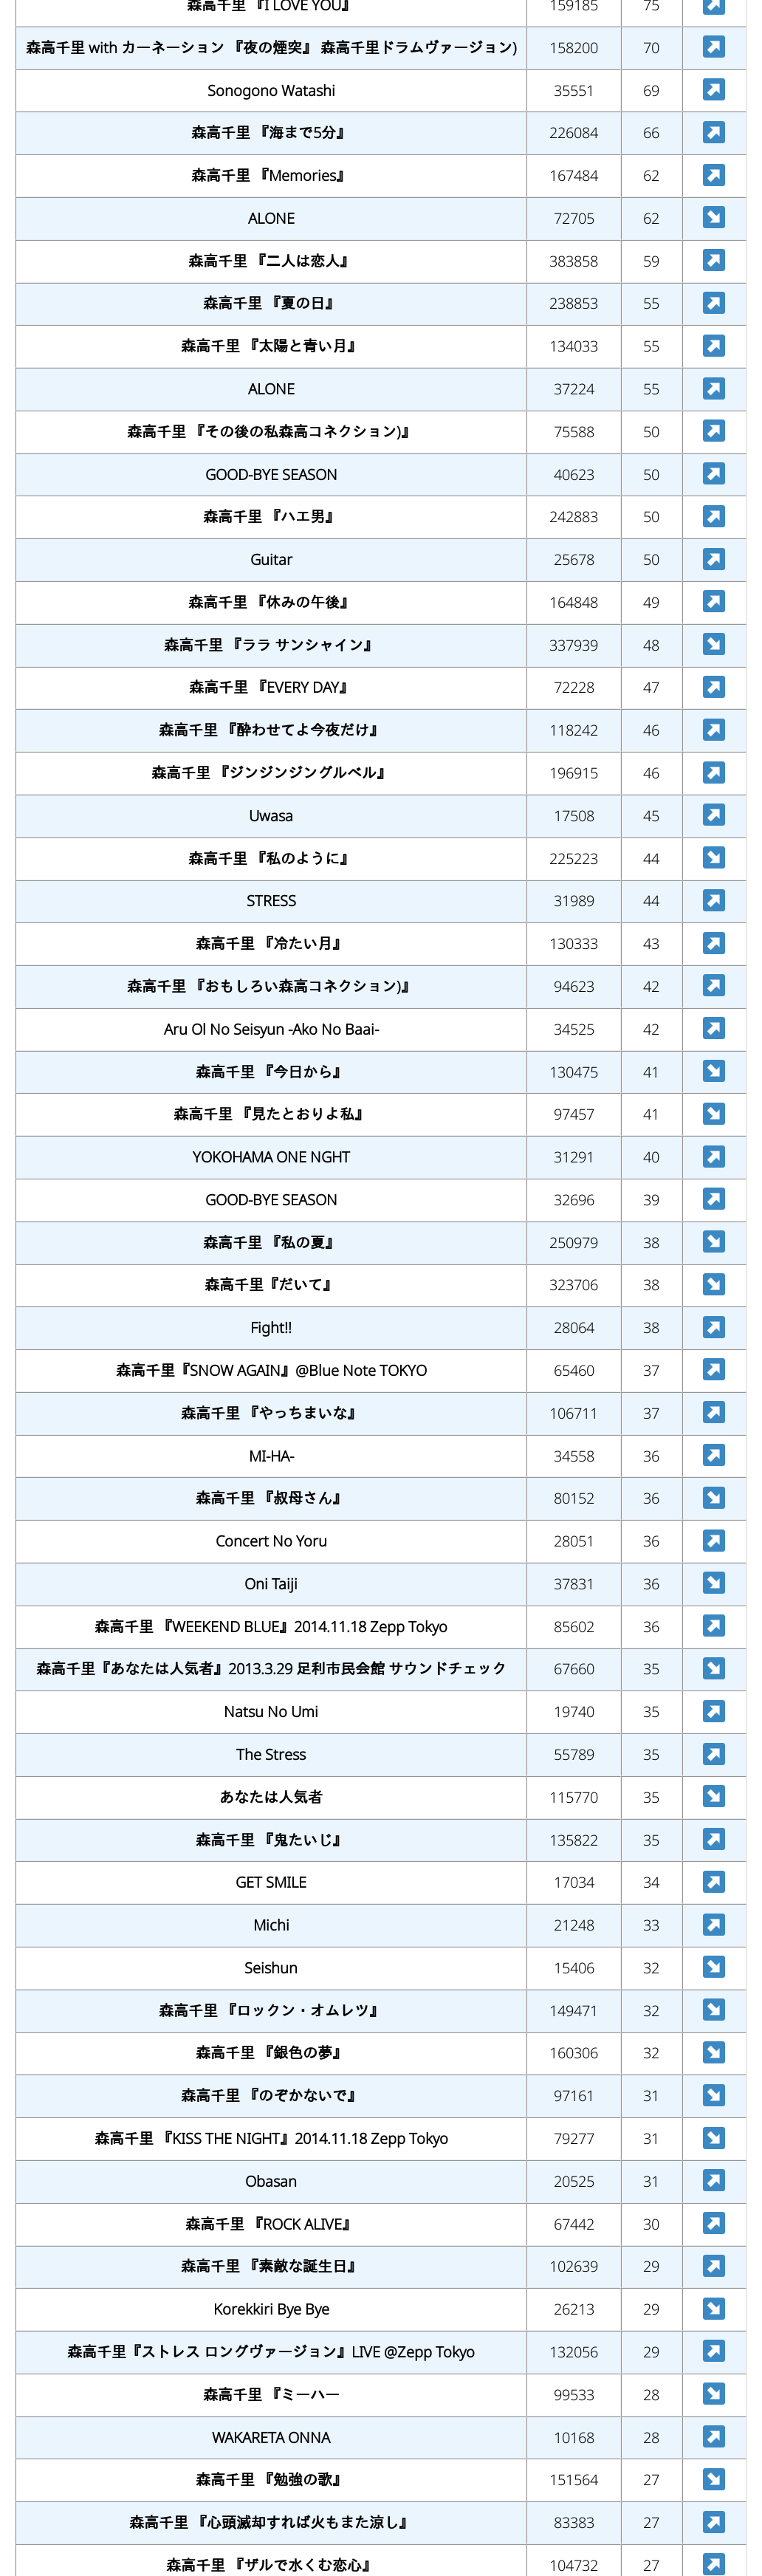 森高千里 『I LOVE YOU』 159185 75
森高千里 with カーネーション 『夜の煙突』 森高千里ドラムヴァージョン) 158200 70
Sonogono Watashi 35551 69
森高千里 『海まで5分』 226084 66
森高千里 『Memories』 167484 62
ALONE 72705 62
森高千里 『二人は恋人』 383858 59
森高千里 『夏の日』 238853 55
森高千里 『太陽と青い月』 134033 55
ALONE 37224 55
森高千里 『その後の私森高コネクション)』 75588 50
GOOD-BYE SEASON 40623 50
森高千里 『ハエ男』 242883 50
Guitar 25678 50
森高千里 『休みの午後』 164848 49
森高千里 『ララ サンシャイン』 337939 48
森高千里 『EVERY DAY』 72228 47
森高千里 『酔わせてよ今夜だけ』 118242 46
森高千里 『ジンジンジングルベル』 196915 46
Uwasa 17508 45
森高千里 『私のように』 225223 44
STRESS 31989 44
森高千里 『冷たい月』 130333 43
森高千里 『おもしろい森高コネクション)』 94623 42
Aru Ol No Seisyun -Ako No Baai- 34525 42
森高千里 『今日から』 130475 41
森高千里 『見たとおりよ私』 97457 41
YOKOHAMA ONE NGHT 31291 40
GOOD-BYE SEASON 32696 39
森高千里 『私の夏』 250979 38
森高千里『だいて』 323706 38
Fight!! 28064 38
森高千里『SNOW AGAIN』@Blue Note TOKYO 65460 37
森高千里 『やっちまいな』 106711 37
MI-HA- 34558 36
森高千里 『叔母さん』 80152 36
Concert No Yoru 28051 36
Oni Taiji 37831 36
森高千里 『WEEKEND BLUE』2014.11.18 Zepp Tokyo 85602 36
森高千里『あなたは人気者』2013.3.29 足利市民会館 サウンドチェック 67660 35
Natsu No Umi 19740 35
The Stress 55789 35
あなたは人気者 115770 35
森高千里 『鬼たいじ』 135822 35
GET SMILE 17034 34
Michi 21248 33
Seishun 15406 32
森高千里 『ロックン・オムレツ』 149471 32
森高千里 『銀色の夢』 160306 32
森高千里 『のぞかないで』 97161 31
森高千里 『KISS THE NIGHT』2014.11.18 Zepp Tokyo 79277 31
Obasan 20525 31
森高千里 『ROCK ALIVE』 67442 30
森高千里 『素敵な誕生日』 102639 29
Korekkiri Bye Bye 26213 29
森高千里『ストレス ロングヴァージョン』LIVE @Zepp Tokyo 132056 29
森高千里 『ミーハー 99533 28
WAKARETA ONNA 10168 28
森高千里 『勉強の歌』 151564 27
森高千里 『心頭滅却すれば火もまた涼し』 83383 27
森高千里 『ザルで水くむ恋心』 104732 27